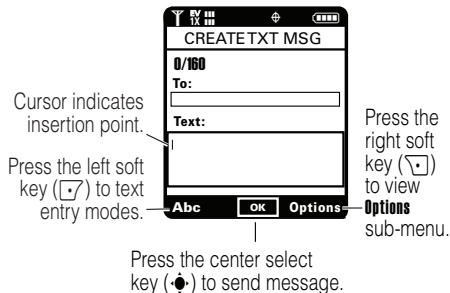 EV
1X
CREATE TXT MSG
0/160
To:
Text:
Cursor indicates
insertion point.
Press the left soft
key () to text
entry modes.
Press the
right soft
key ()
to view
Options
sub-menu.
Abc
OK
Options
Press the center select
key () to send message.